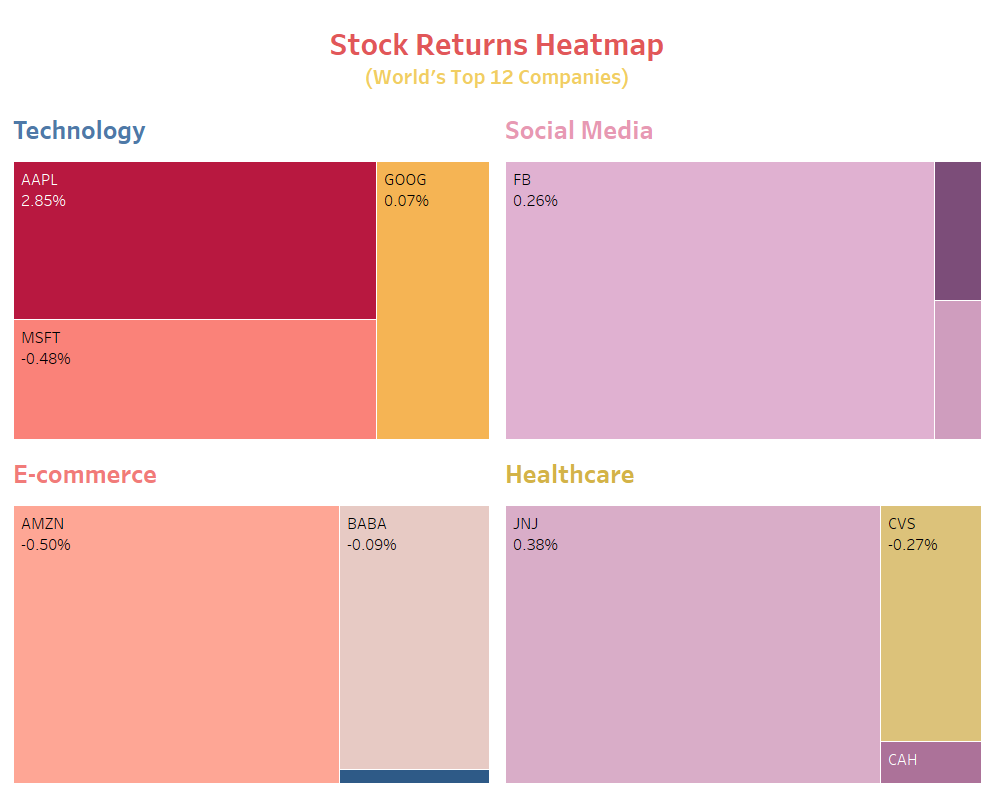 Stock Returns Heatmap
(World's Top 12 Companies)
Technology
AAPL
2.85%
GOOG
0.07%
MSFT
-0.48%
Social Media
FB
0.26%
E-commerce
AMZN
-0.50%
BABA
-0.09%
Healthcare
JNJ
0.38%
CVS
-0.27%
CAH